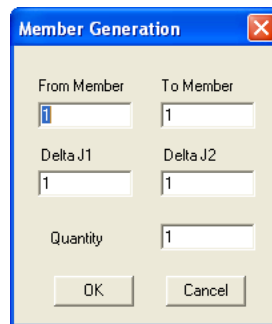 Member Generation
From Member To Member
1 1
Delta J1 Delta J2
1 1
Quantity 1
OK Cancel